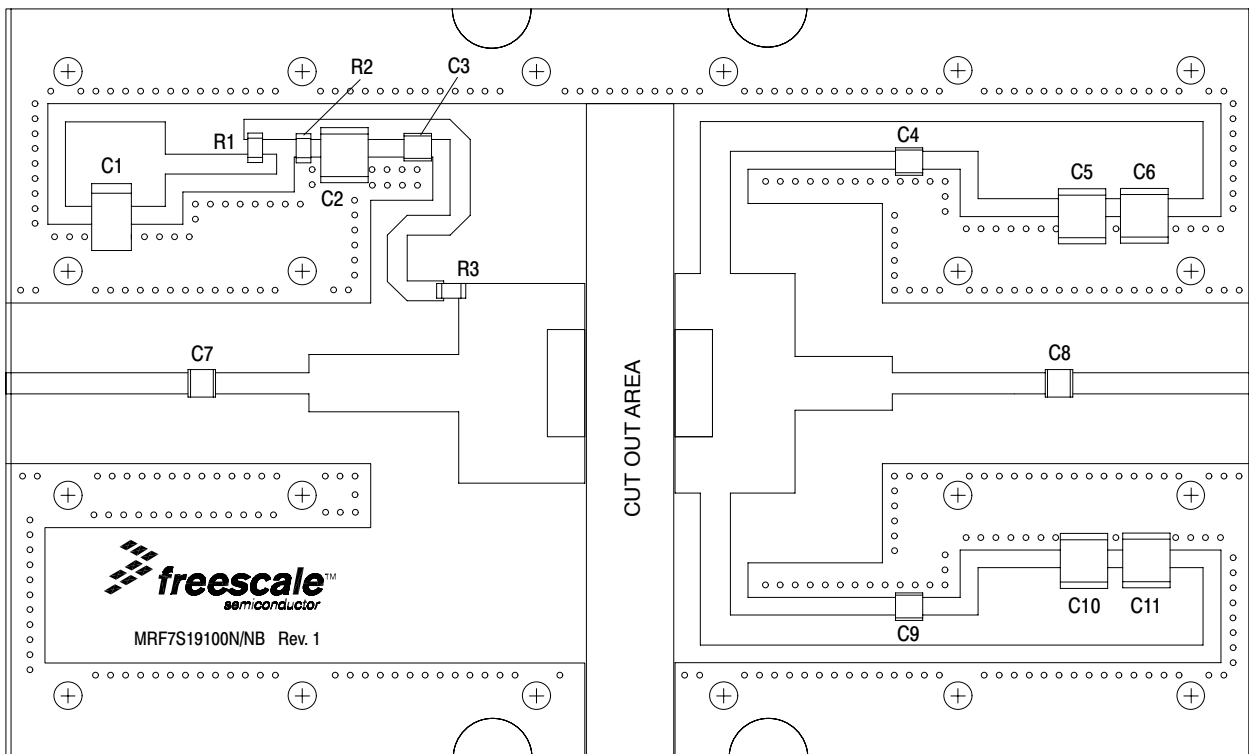 R2
C3
R1
C1
C2
R3
C4
C5
C6
C7
C8
CUT OUT AREA
freescale™
semiconductor
MRF7S19100N/NB Rev. 1
C9
C10
C11